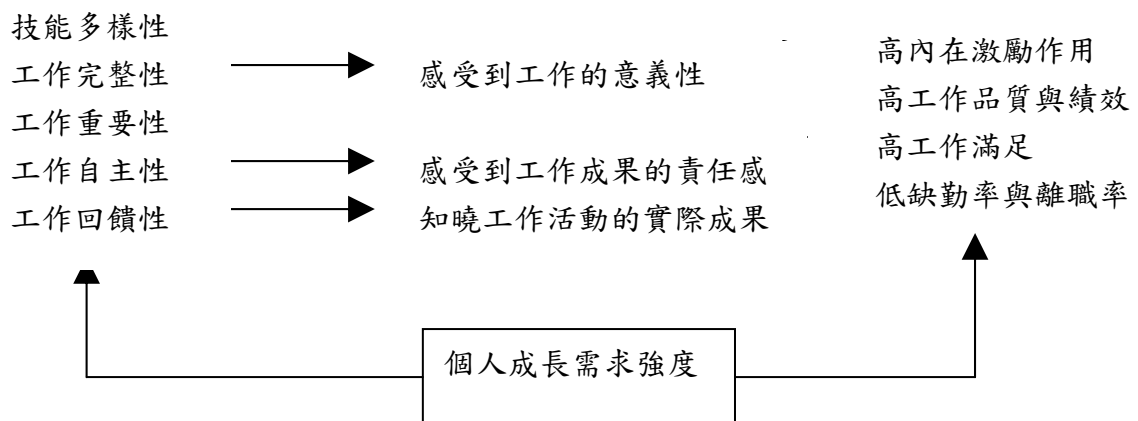 技能多樣性
工作完整性
工作重要性
工作自主性
工作回饋性
感受到工作的意義性
感受到工作成果的責任感
知曉工作活動的實際成果
高內在激勵作用
高工作品質與績效
高工作滿足
低缺勤率與離職率
個人成長需求強度